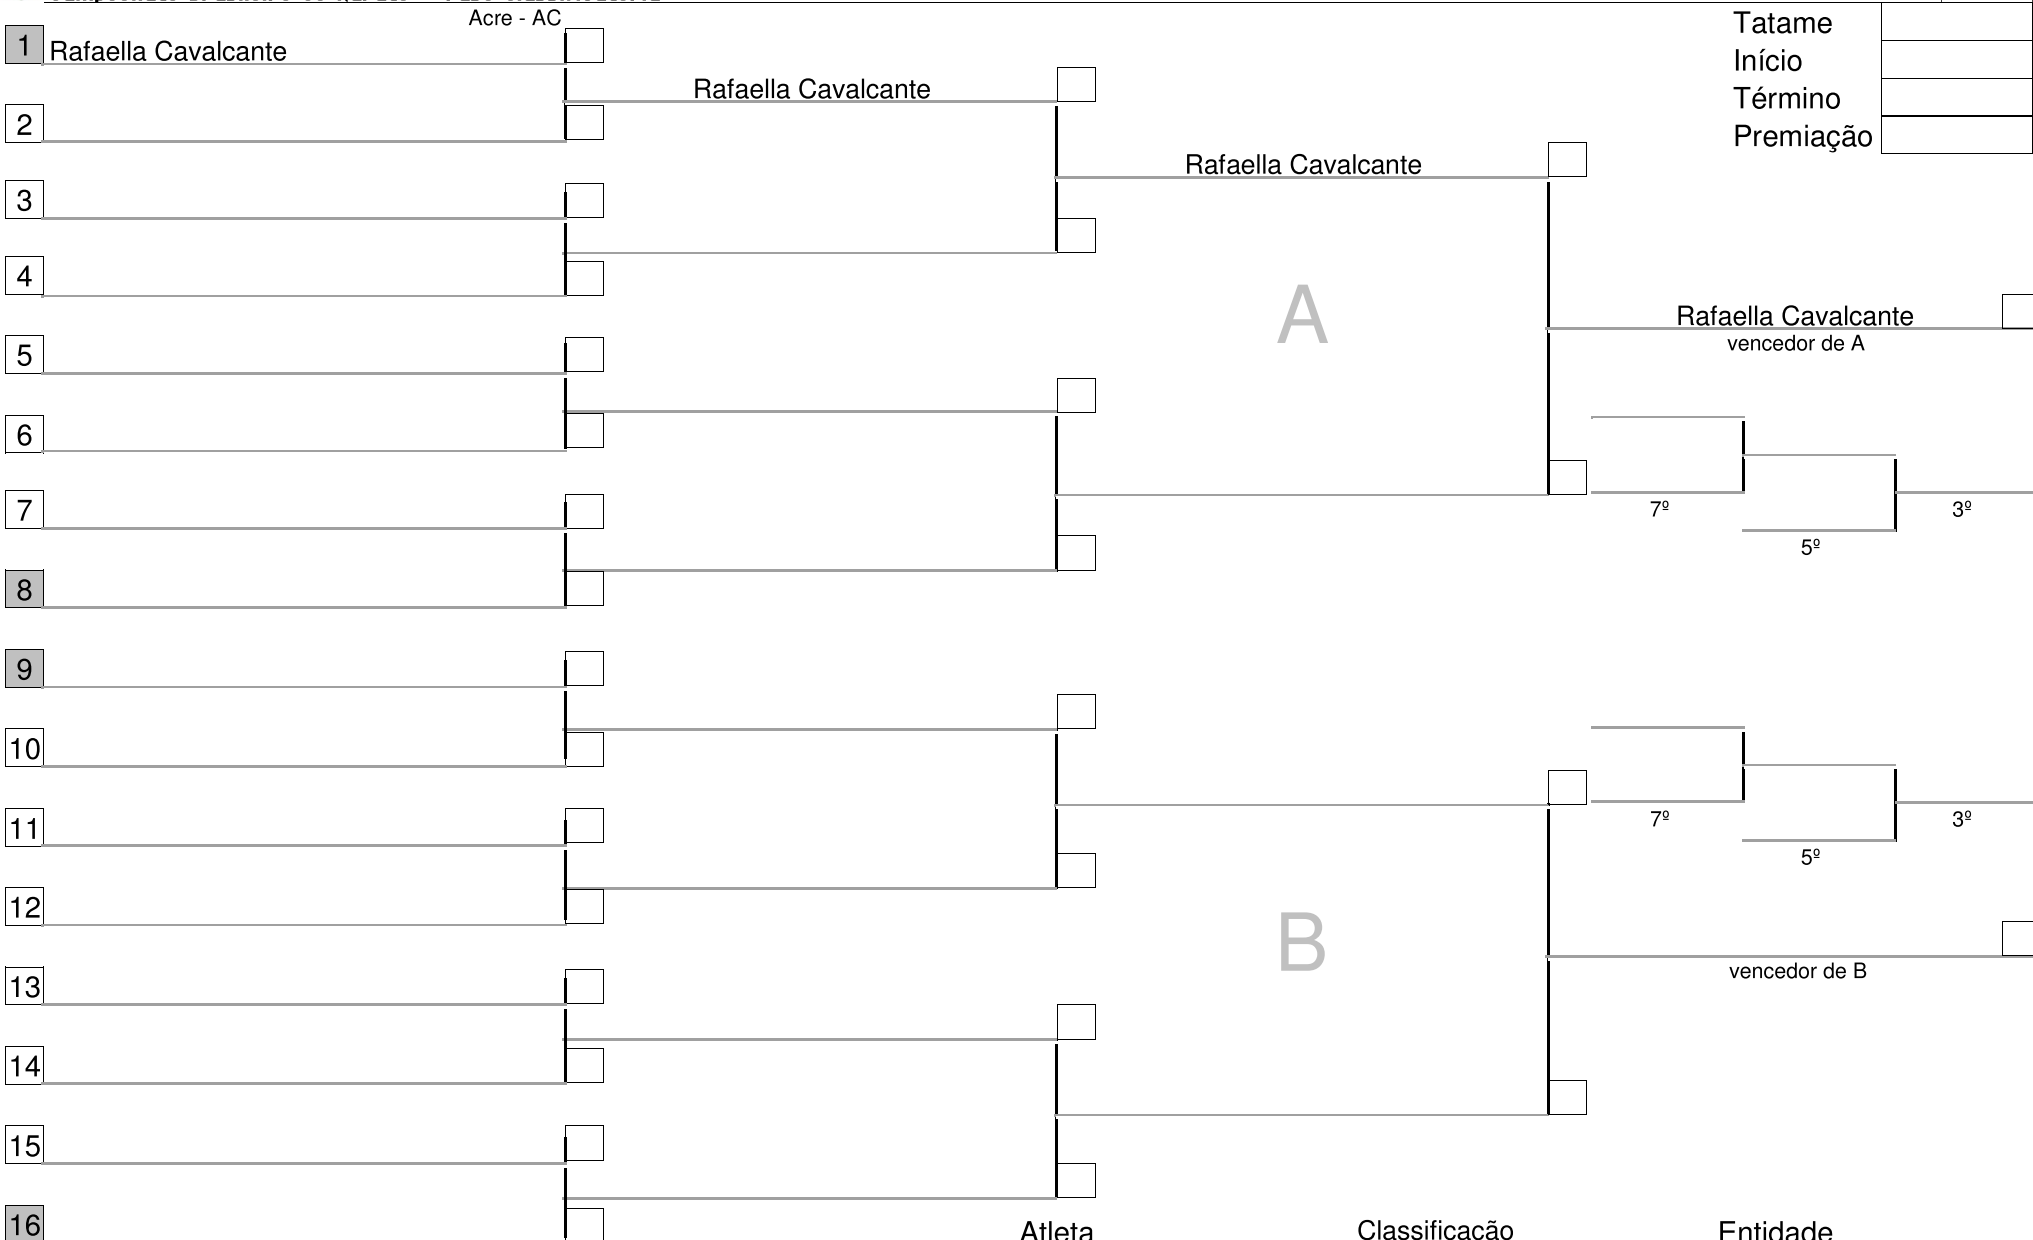 Acre - AC
Tatame
1 Rafaella Cavalcante
Início
Rafaella Cavalcante
Término
2
Premiação
Rafaella Cavalcante
3
4
A
Rafaella Cavalcante
vencedor de A
5
6
7
7º
3º
5º
8
9
10
11
7º
3º
5º
12
B
vencedor de B
13
14
15
16
Atleta
Classificação
Entidade